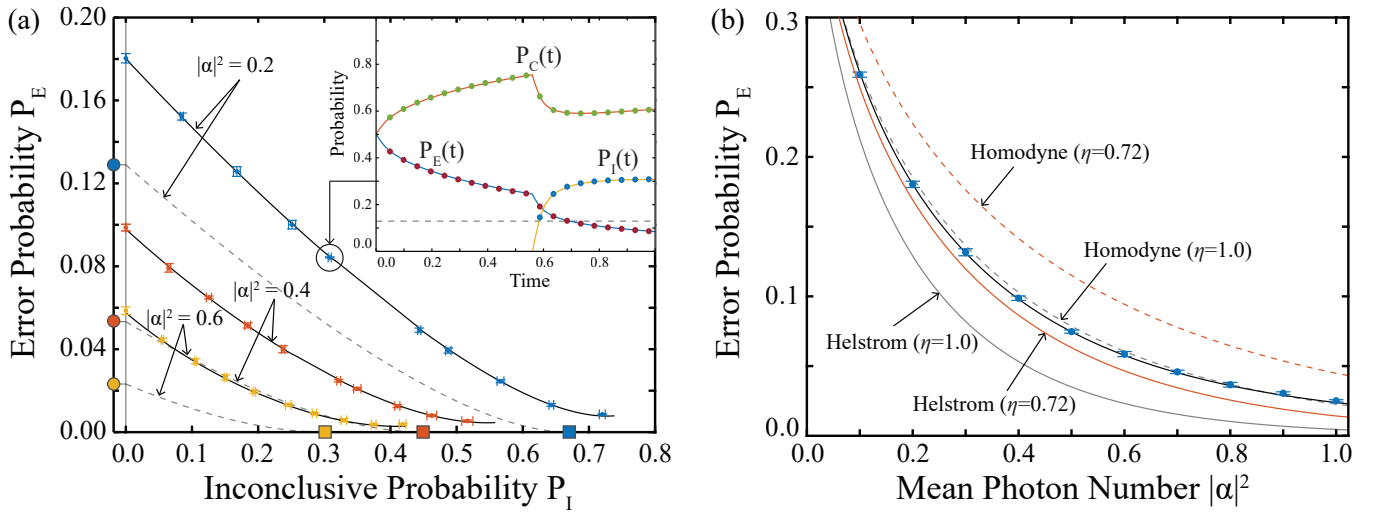 (a)
Error Probability P_E
0.20
0.16
0.12
0.08
0.04
0.00
|α|² = 0.2
|α|² = 0.4
|α|² = 0.6
Probability
0.8
0.6
0.4
0.2
0.0
P_C(t)
P_E(t)
P_I(t)
0.0 0.2 0.4 0.6 0.8
Time
0.0 0.1 0.2 0.3 0.4 0.5 0.6 0.7 0.8
Inconclusive Probability P_I
(b)
Error Probability P_E
0.3
0.2
0.1
0.0
Homodyne (η=0.72)
Homodyne (η=1.0)
Helstrom (η=1.0)
Helstrom (η=0.72)
0.0 0.2 0.4 0.6 0.8 1.0
Mean Photon Number |α|²